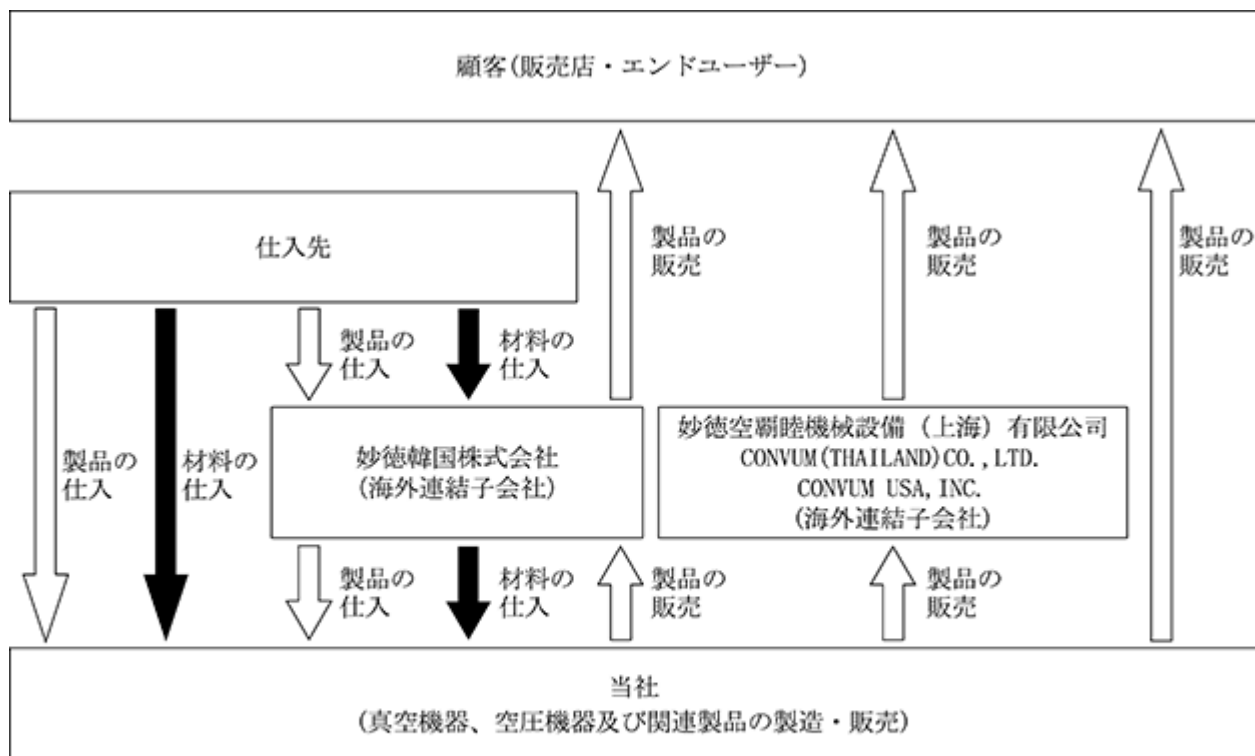 顧客(販売店・エンドユーザー)
仕入先
製品の
販売
製品の
販売
製品の
販売
製品の
仕入
材料の
仕入
製品の
仕入
材料の
仕入
妙徳韓国株式会社
(海外連結子会社)
妙徳空覇睦機械設備（上海）有限公司
CONVUM(THAILAND)CO.,LTD.
CONVUM USA,INC.
(海外連結子会社)
製品の
仕入
材料の
仕入
製品の
販売
製品の
販売
当社
(真空機器、空圧機器及び関連製品の製造・販売)